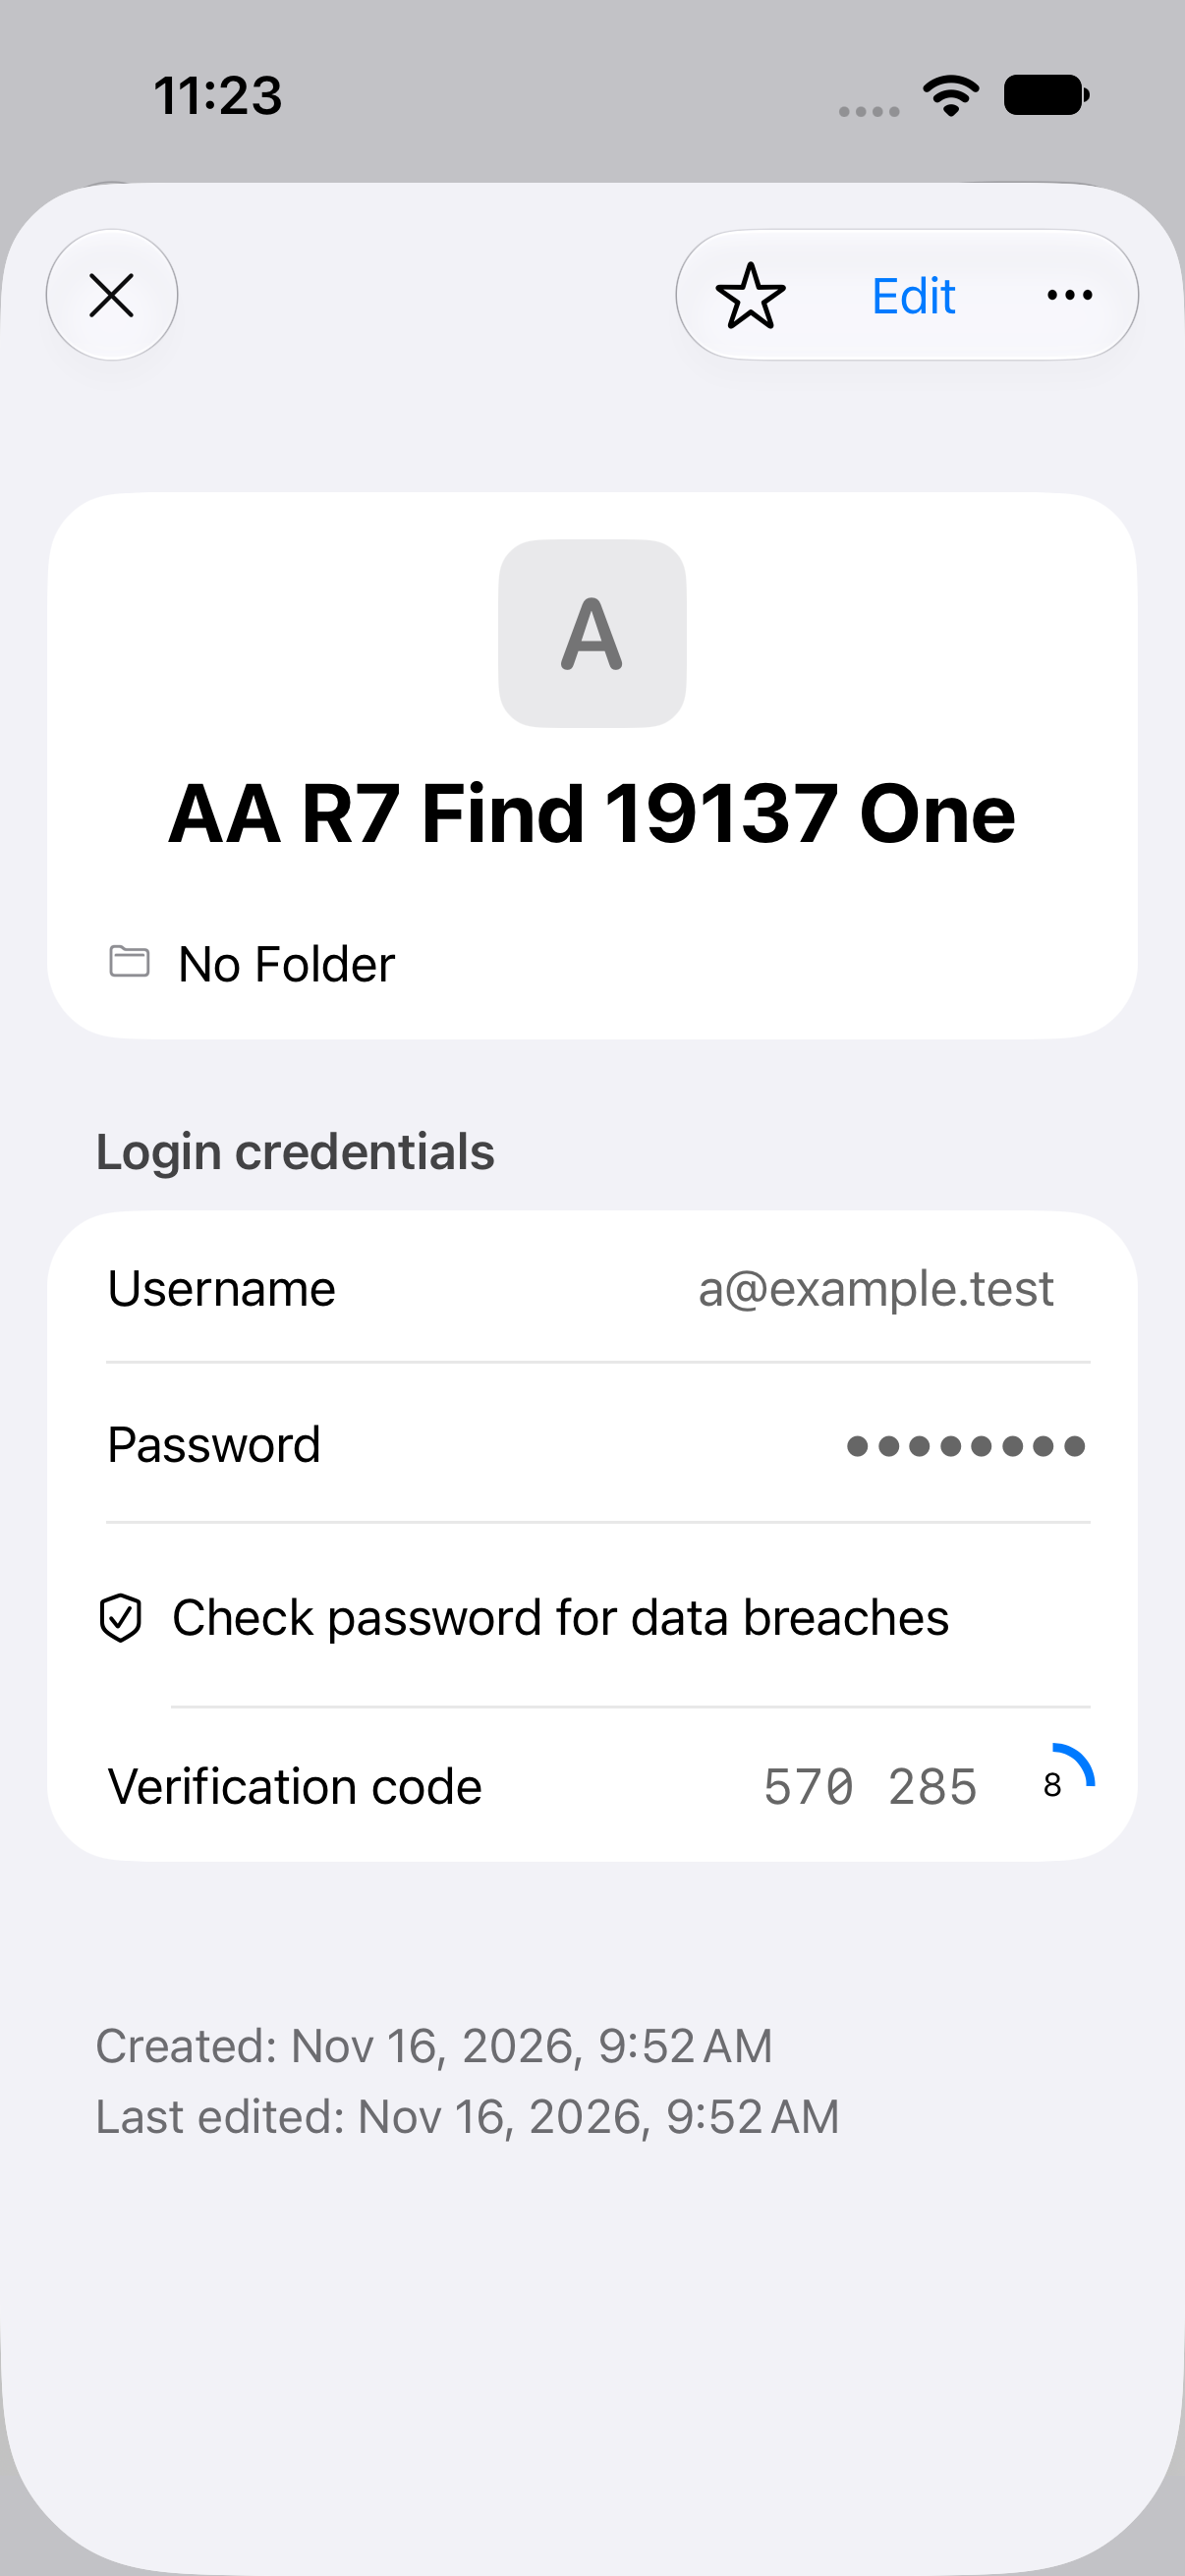 11:23
Edit
A
AA R7 Find 19137 One
No Folder
Login credentials
Username a@example.test
Password ●●●●●●●●
Check password for data breaches
Verification code 570 285 8
Created: Nov 16, 2026, 9:52 AM
Last edited: Nov 16, 2026, 9:52 AM